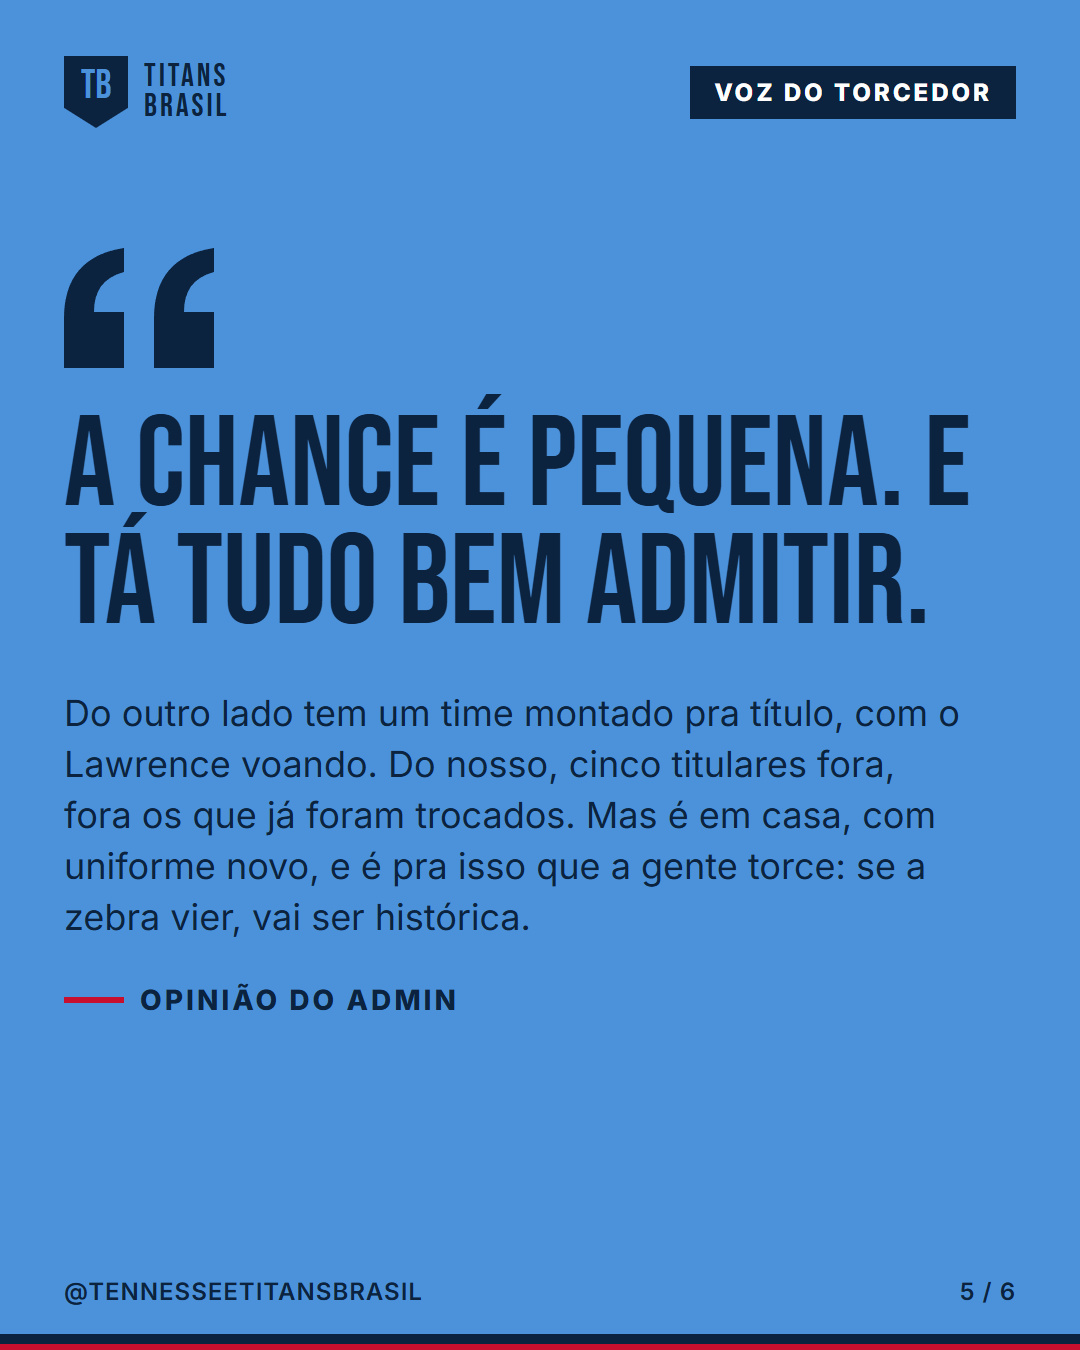 TB
TITANS
BRASIL
VOZ DO TORCEDOR
“
A CHANCE É PEQUENA. E
TÁ TUDO BEM ADMITIR.
Do outro lado tem um time montado pra título, com o
Lawrence voando. Do nosso, cinco titulares fora,
fora os que já foram trocados. Mas é em casa, com
uniforme novo, e é pra isso que a gente torce: se a
zebra vier, vai ser histórica.
OPINIÃO DO ADMIN
@TENNESSEETITANSBRASIL
5 / 6